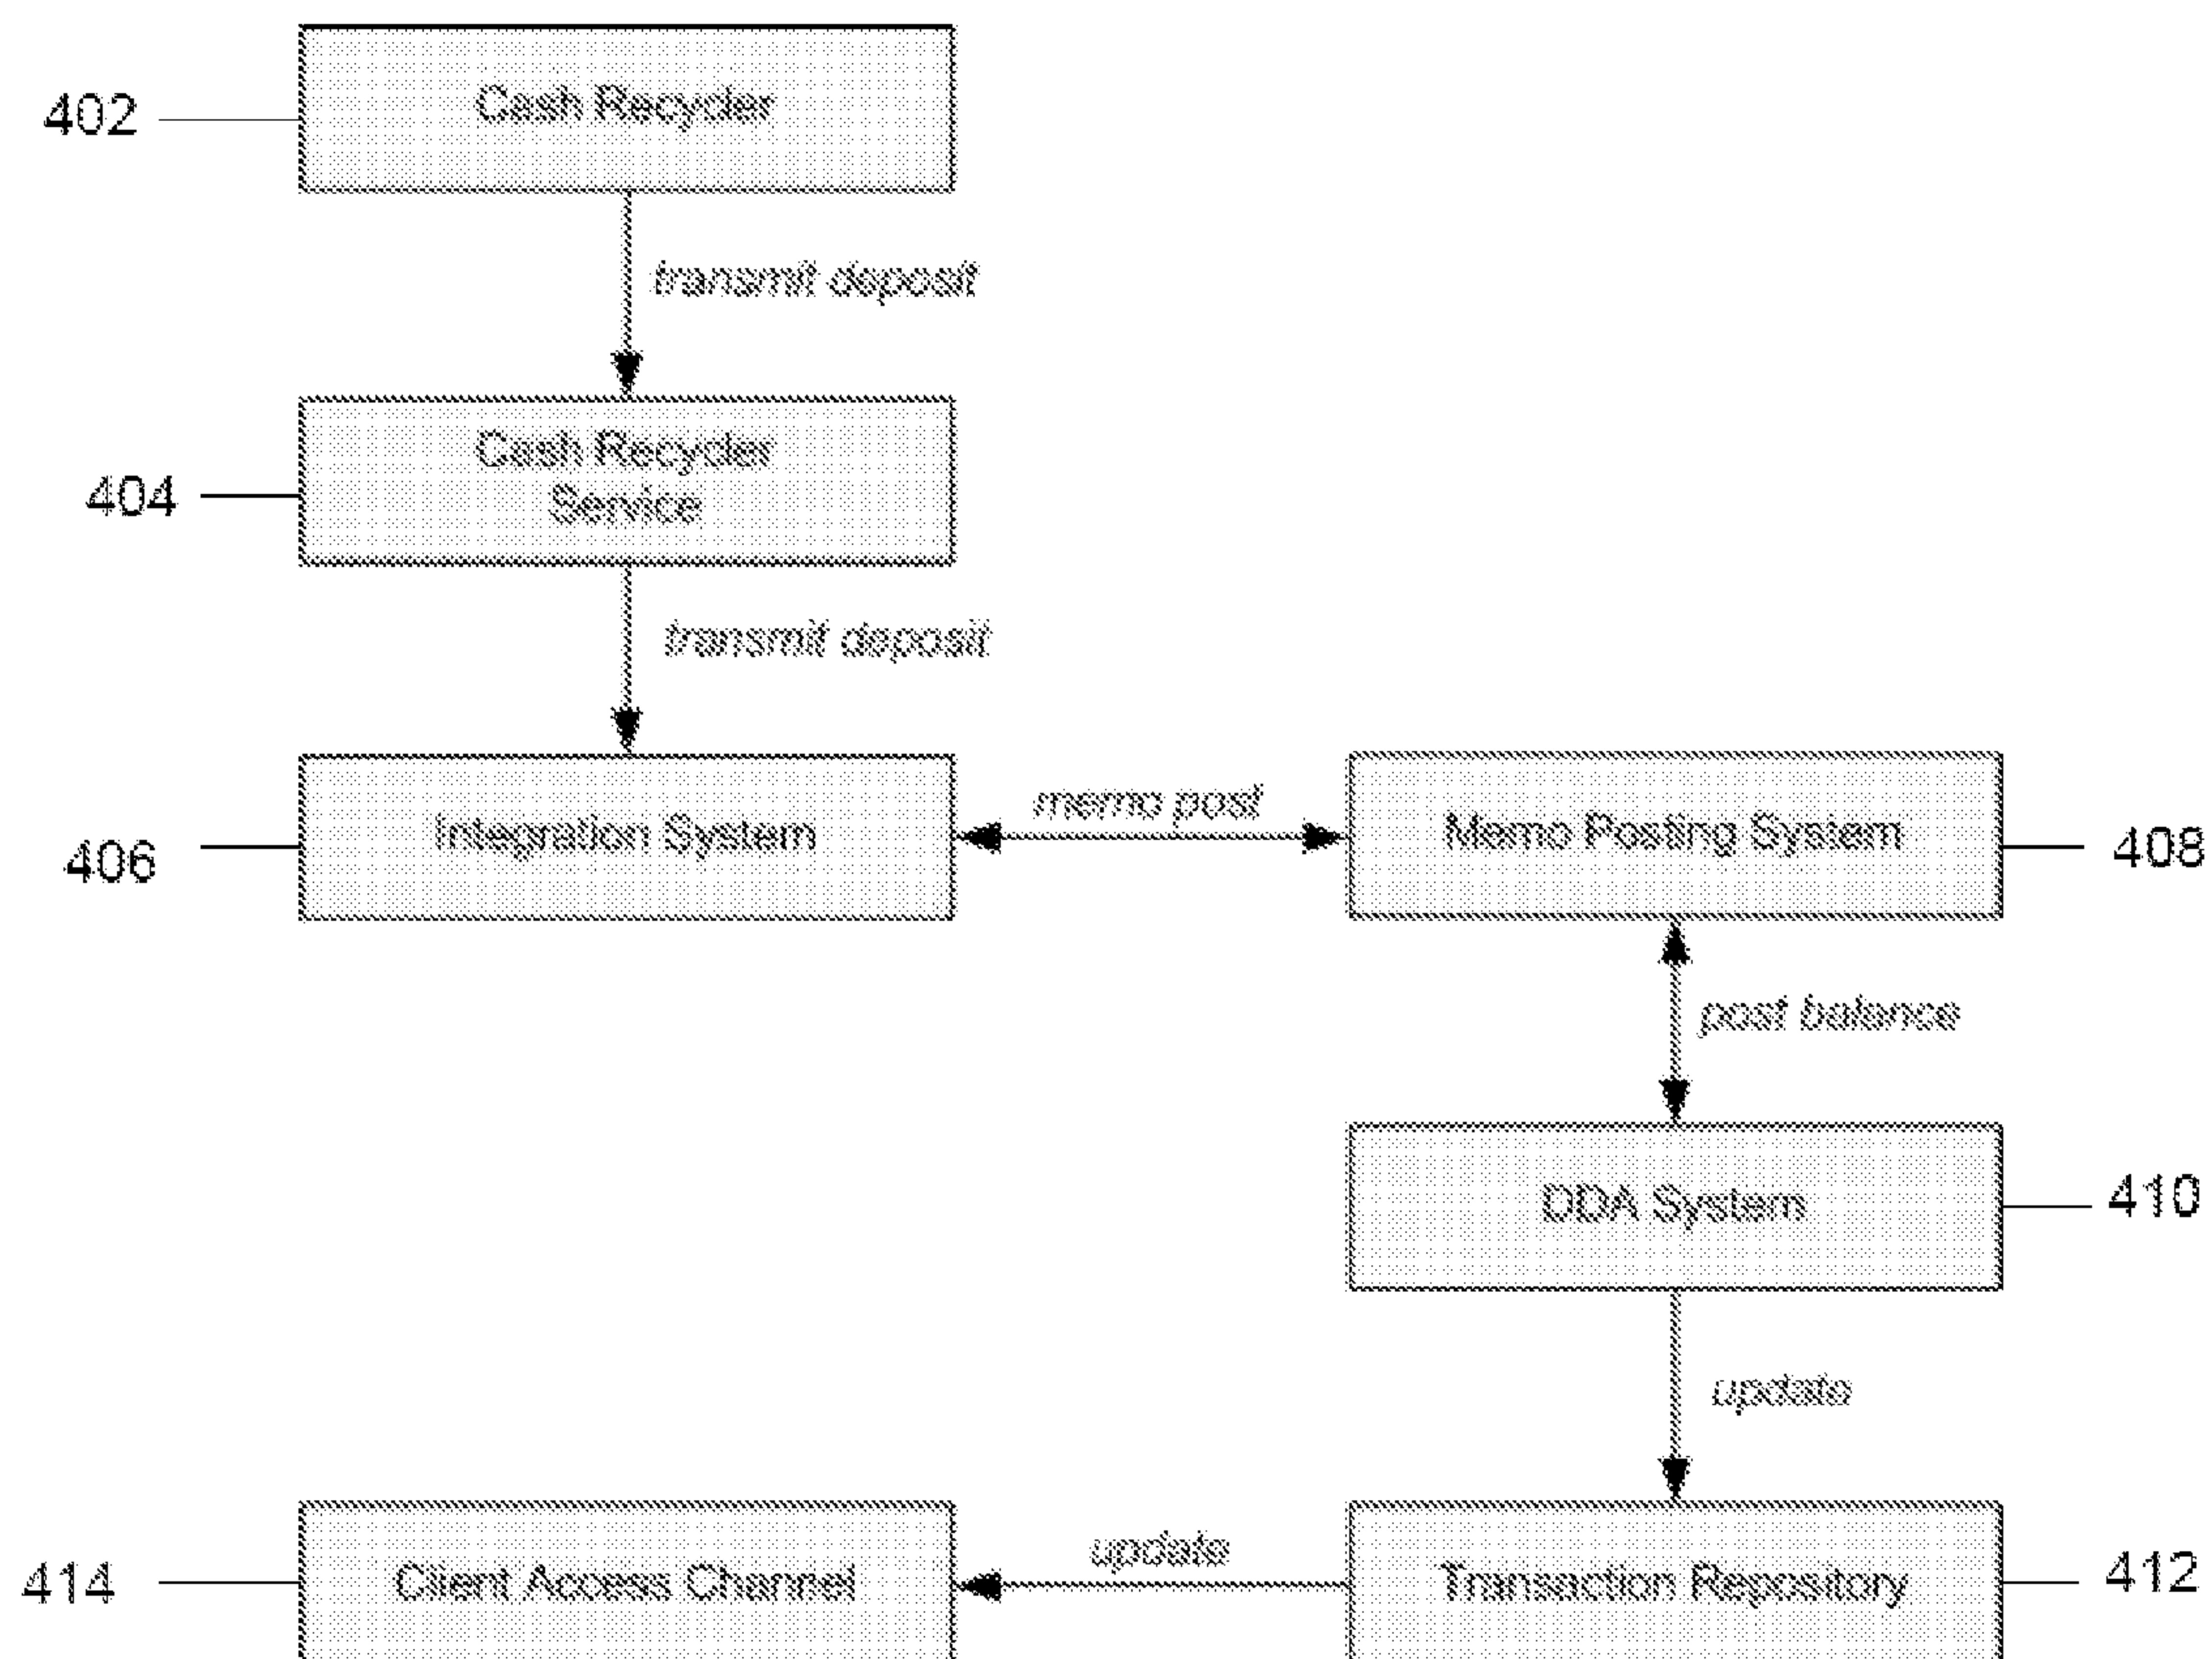 402
Cash Recycler
transmit deposit
404
Cash Recycler
Service
transmit deposit
406
Integration System
memo post
Memo Posting System
408
post balance
DDA System
410
update
414
Client Access Channel
update
Transaction Repository
412